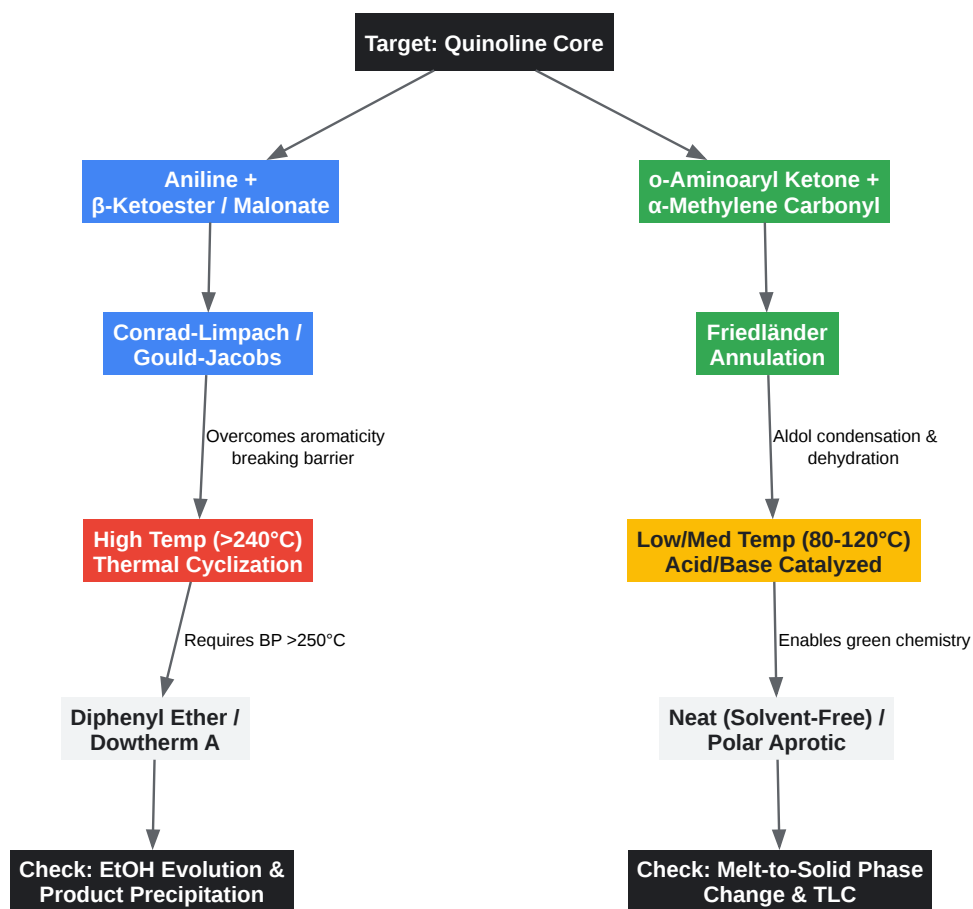 Target: Quinoline Core
Aniline +
β-Ketoester / Malonate
o-Aminoaryl Ketone +
α-Methylene Carbonyl
Conrad-Limpach /
Gould-Jacobs
Friedländer
Annulation
Overcomes aromaticity
breaking barrier
Aldol condensation &
dehydration
High Temp (>240°C)
Thermal Cyclization
Low/Med Temp (80-120°C)
Acid/Base Catalyzed
Requires BP >250°C
Enables green chemistry
Diphenyl Ether /
Dowtherm A
Neat (Solvent-Free) /
Polar Aprotic
Check: EtOH Evolution &
Product Precipitation
Check: Melt-to-Solid Phase
Change & TLC